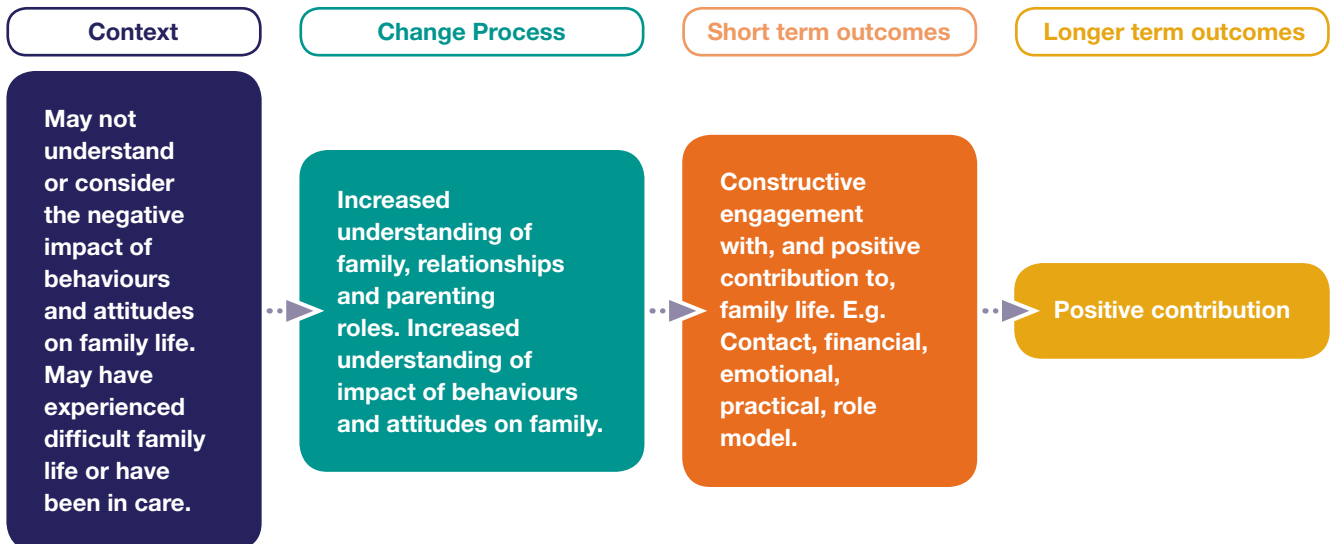 Context
Change Process
Short term outcomes
Longer term outcomes
May not
understand
or consider
the negative
impact of
behaviours
and attitudes
on family life.
May have
experienced
difficult family
life or have
been in care.
Increased
understanding of
family, relationships
and parenting
roles. Increased
understanding of
impact of behaviours
and attitudes on family.
Constructive
engagement
with, and positive
contribution to,
family life. E.g.
Contact, financial,
emotional,
practical, role
model.
Positive contribution